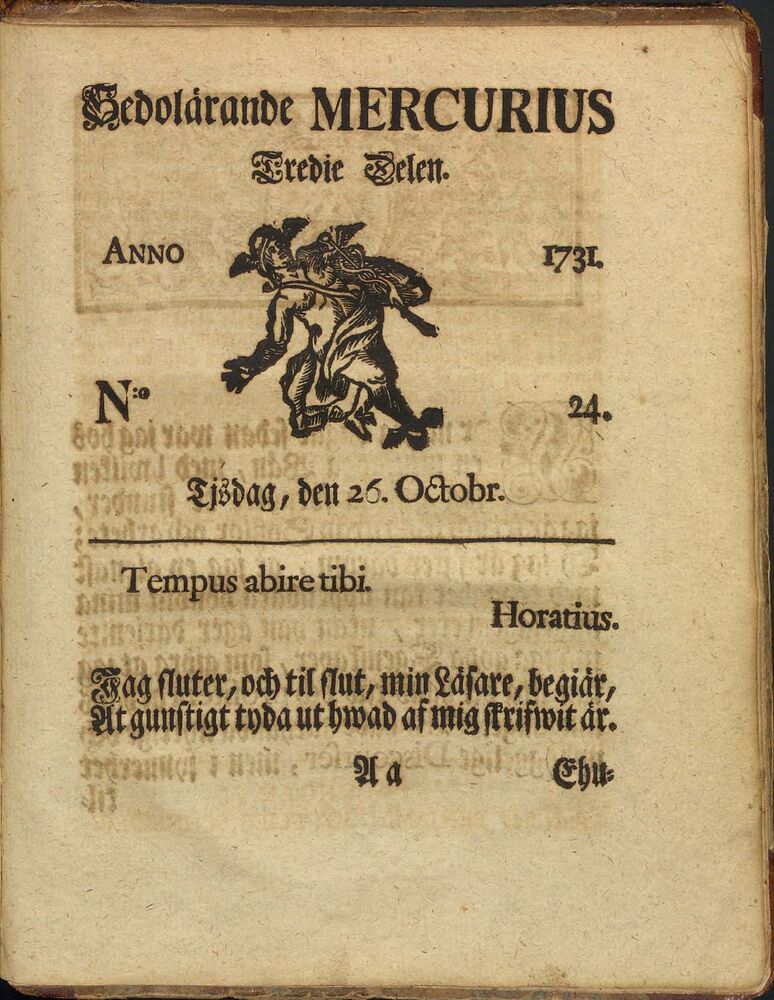 Sedolärande MERCURIUS
Tredie Delen.
ANNO 1731.
N:o 24.
Tjsdag, den 26. Octobr.
Tempus abire tibi.
Horatius.
Jag sluter, och til slut, min Läsare, begiär,
At gunstigt tyda ut hwad af mig skrifwit är.
A a Ehu-